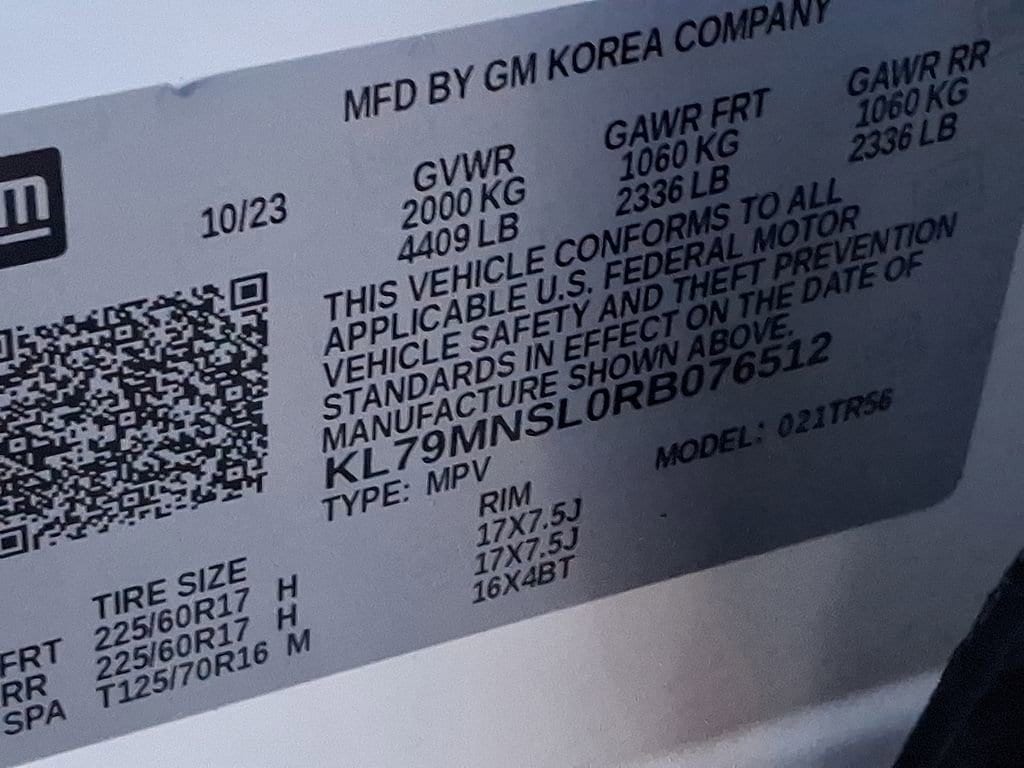 MFD BY GM KOREA COMPANY
gm
10/23
GVWR GAWR FRT GAWR RR
2000 KG 1060 KG 1060 KG
4409 LB 2336 LB 2336 LB
THIS VEHICLE CONFORMS TO ALL
APPLICABLE U.S. FEDERAL MOTOR
VEHICLE SAFETY AND THEFT PREVENTION
STANDARDS IN EFFECT ON THE DATE OF
MANUFACTURE SHOWN ABOVE.
KL79MNSL0RB076512
TYPE: MPV MODEL: 021TR56
TIRE SIZE RIM
FRT 225/60R17 H 17X7.5J
RR 225/60R17 H 17X7.5J
SPA T125/70R16 M 16X4BT